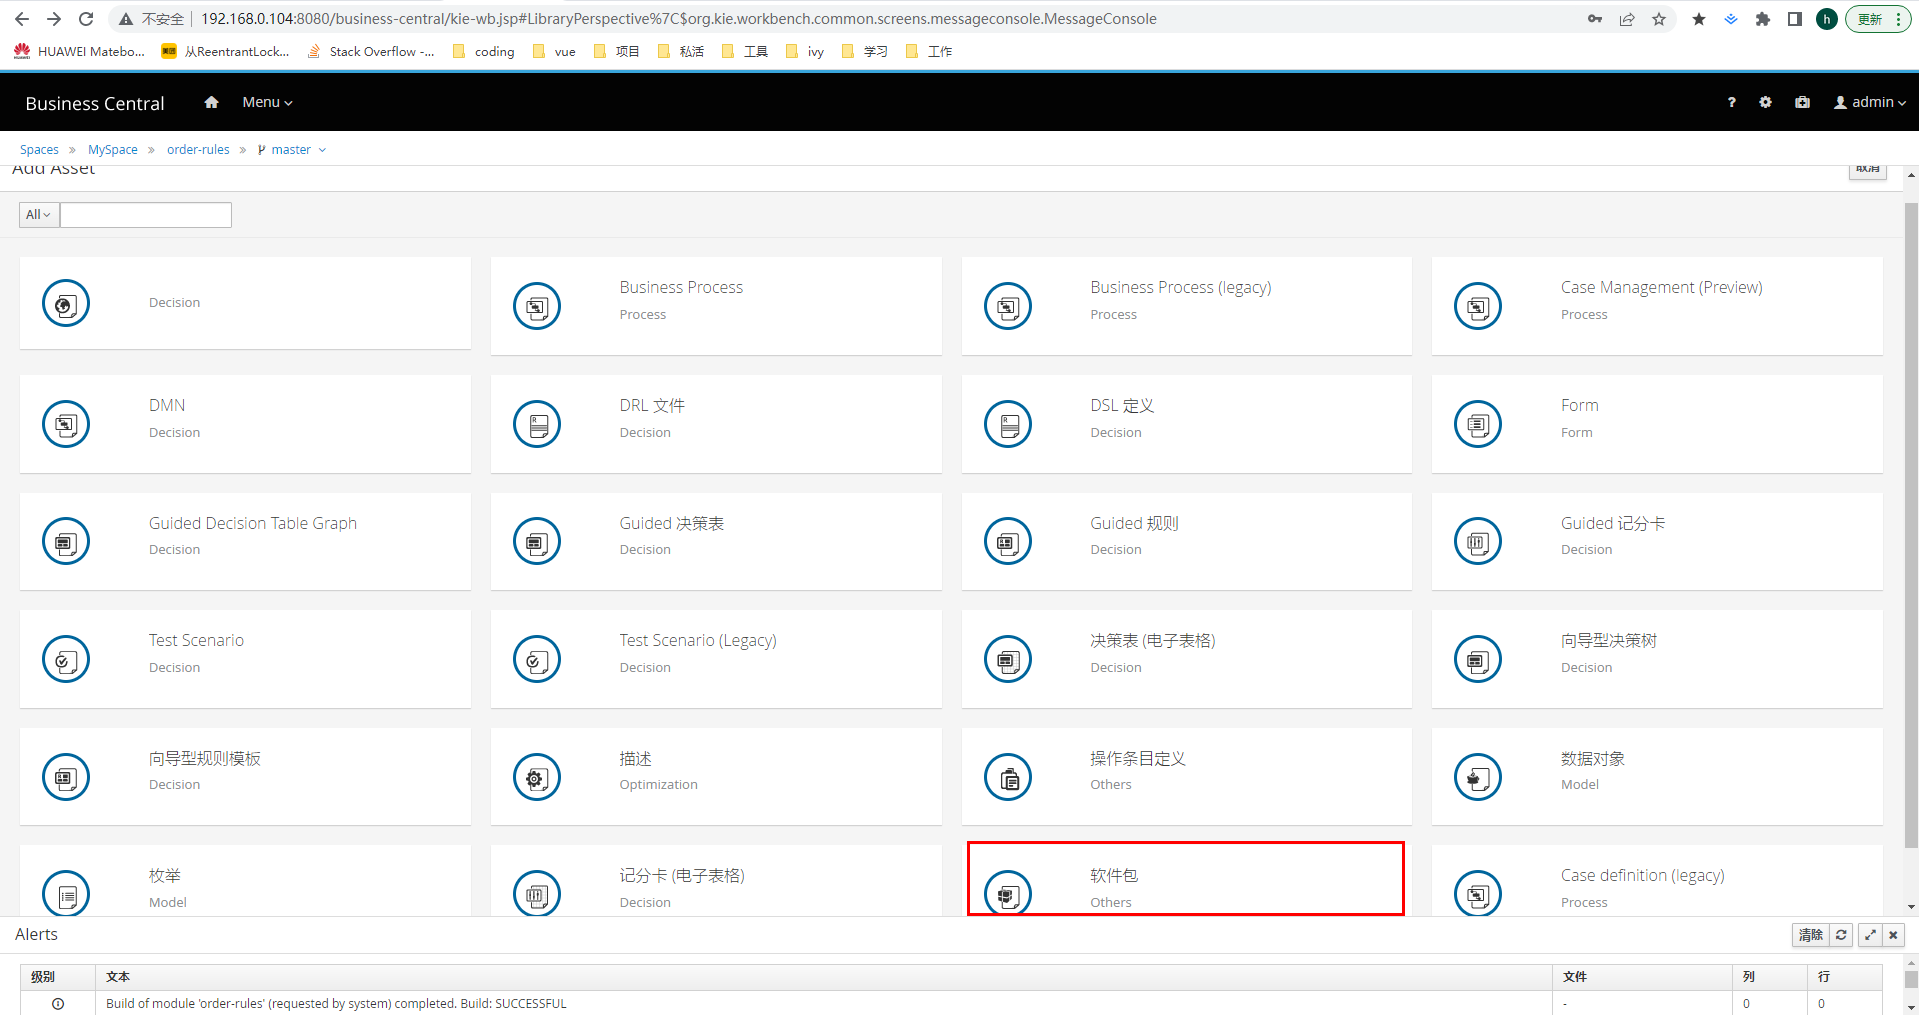 不安全 192.168.0.104:8080/business-central/kie-wb.jsp#LibraryPerspective%7C$org.kie.workbench.common.screens.messageconsole.MessageConsole h 更新
HUAWEI Matebo... 从ReentrantLock... Stack Overflow -... coding vue 项目 私活 工具 ivy 学习 工作
Business Central Menu ? admin
Spaces » MySpace » order-rules » master
Add Asset 取消
All
Decision
Business Process
Process
Business Process (legacy)
Process
Case Management (Preview)
Process
DMN
Decision
DRL 文件
Decision
DSL 定义
Decision
Form
Form
Guided Decision Table Graph
Decision
Guided 决策表
Decision
Guided 规则
Decision
Guided 记分卡
Decision
Test Scenario
Decision
Test Scenario (Legacy)
Decision
决策表 (电子表格)
Decision
向导型决策树
Decision
向导型规则模板
Decision
描述
Optimization
操作条目定义
Others
数据对象
Model
枚举
Model
记分卡 (电子表格)
Decision
软件包
Others
Case definition (legacy)
Process
Alerts 清除
级别 文本 文件 列 行
Build of module 'order-rules' (requested by system) completed. Build: SUCCESSFUL - 0 0